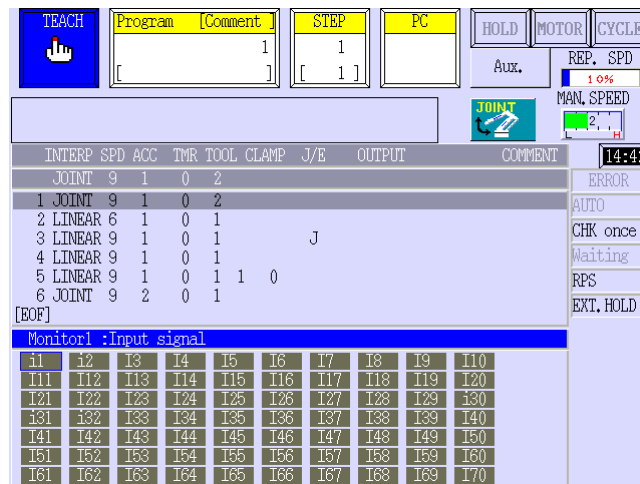 TEACH
Program [Comment ]
1
[ ]
STEP
1
[ 1 ]
PC
HOLD MOTOR CYCLE
Aux.
REP. SPD
10%
MAN.SPEED
2
L H
JOINT
INTERP SPD ACC TMR TOOL CLAMP J/E OUTPUT COMMENT
JOINT 9 1 0 2
1 JOINT 9 1 0 2
2 LINEAR 6 1 0 1
3 LINEAR 9 1 0 1 J
4 LINEAR 9 1 0 1
5 LINEAR 9 1 0 1 1 0
6 JOINT 9 2 0 1
[EOF]
14:4
ERROR
AUTO
CHK once
Waiting
RPS
EXT.HOLD
Monitor1 :Input signal
i1 i2 I3 I4 I5 I6 I7 I8 I9 I10
I11 I12 I13 I14 I15 I16 I17 I18 I19 I20
I21 I22 I23 I24 I25 I26 I27 I28 I29 i30
i31 i32 I33 I34 I35 I36 I37 I38 I39 I40
I41 I42 I43 I44 I45 I46 I47 I48 I49 I50
I51 I52 I53 I54 I55 I56 I57 I58 I59 I60
I61 I62 I63 I64 I65 I66 I67 I68 I69 I70